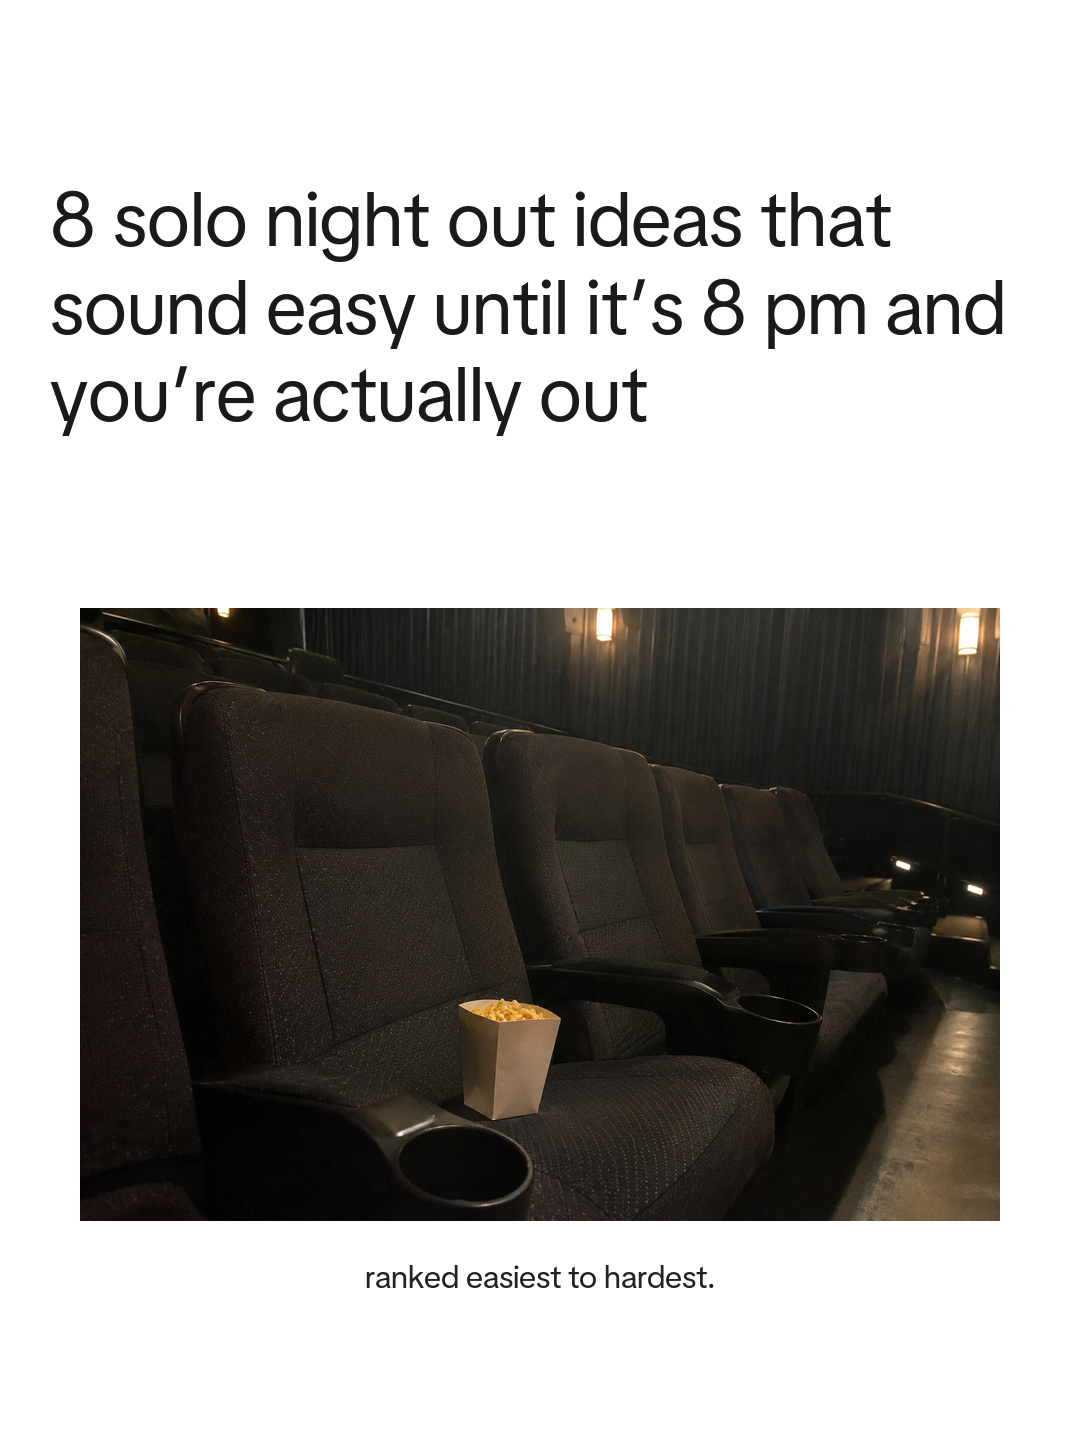 8 solo night out ideas that
sound easy until it’s 8 pm and
you’re actually out
ranked easiest to hardest.